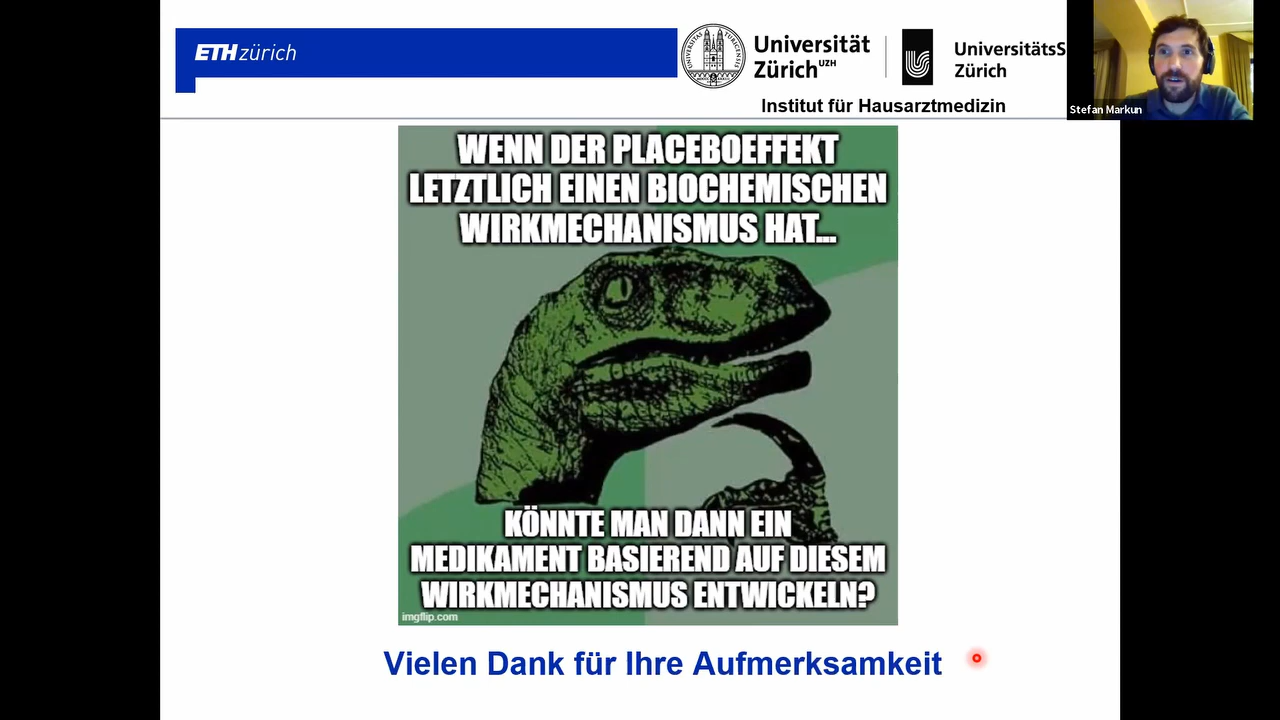 ETH zürich
Universität
Zürich UZH
UniversitätsS
Zürich
Institut für Hausarztmedizin
Stefan Markun
WENN DER PLACEBOEFFEKT
LETZTLICH EINEN BIOCHEMISCHEN
WIRKMECHANISMUS HAT...
KÖNNTE MAN DANN EIN
MEDIKAMENT BASIEREND AUF DIESEM
WIRKMECHANISMUS ENTWICKELN?
imgflip.com
Vielen Dank für Ihre Aufmerksamkeit